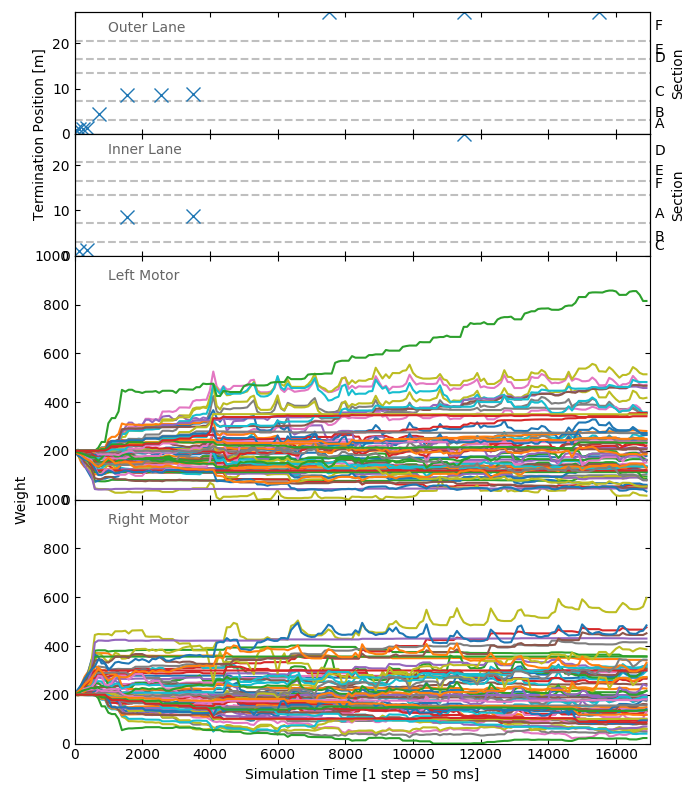 Outer Lane
Termination Position [m]
20
10
0
F
E
D
C
B
A
Section
Inner Lane
20
10
0
D
E
F
A
B
C
Section
Left Motor
1000
800
600
400
200
0
Weight
Right Motor
1000
800
600
400
200
0
0 2000 4000 6000 8000 10000 12000 14000 16000
Simulation Time [1 step = 50 ms]